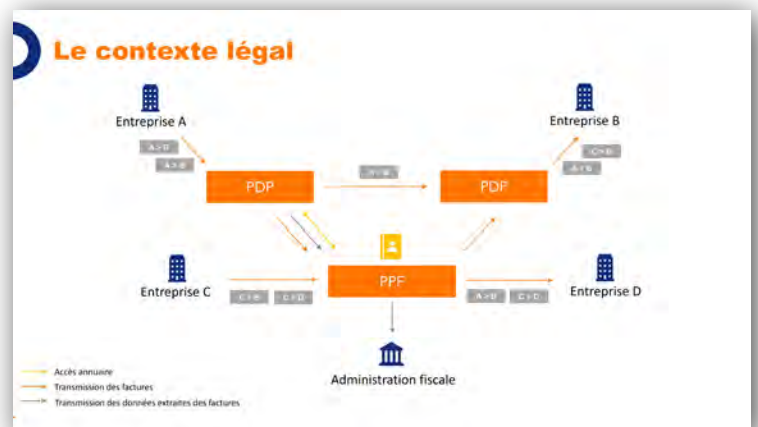 Le contexte légal
Entreprise A
Entreprise B
PDP
PDP
Entreprise C
PPF
Entreprise D
Administration fiscale
Accès annuaire
Transmission des factures
Transmission des données extraites des factures